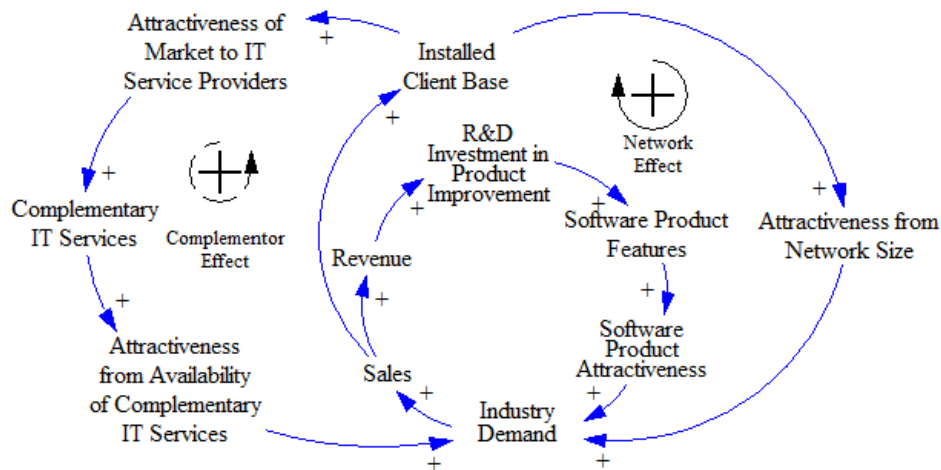 Attractiveness of
Market to IT
Service Providers
+
Installed
Client Base
+
+
Network
Effect
R&D
Investment in
Product
Improvement
+
+
Complementary
IT Services
+
+
Complementor
Effect
Revenue
+
Software Product
Features
+
+
Attractiveness from
Network Size
+
Software
Product
Attractiveness
+
Attractiveness
from Availability
of Complementary
IT Services
Sales
+
+
Industry
Demand
+
+